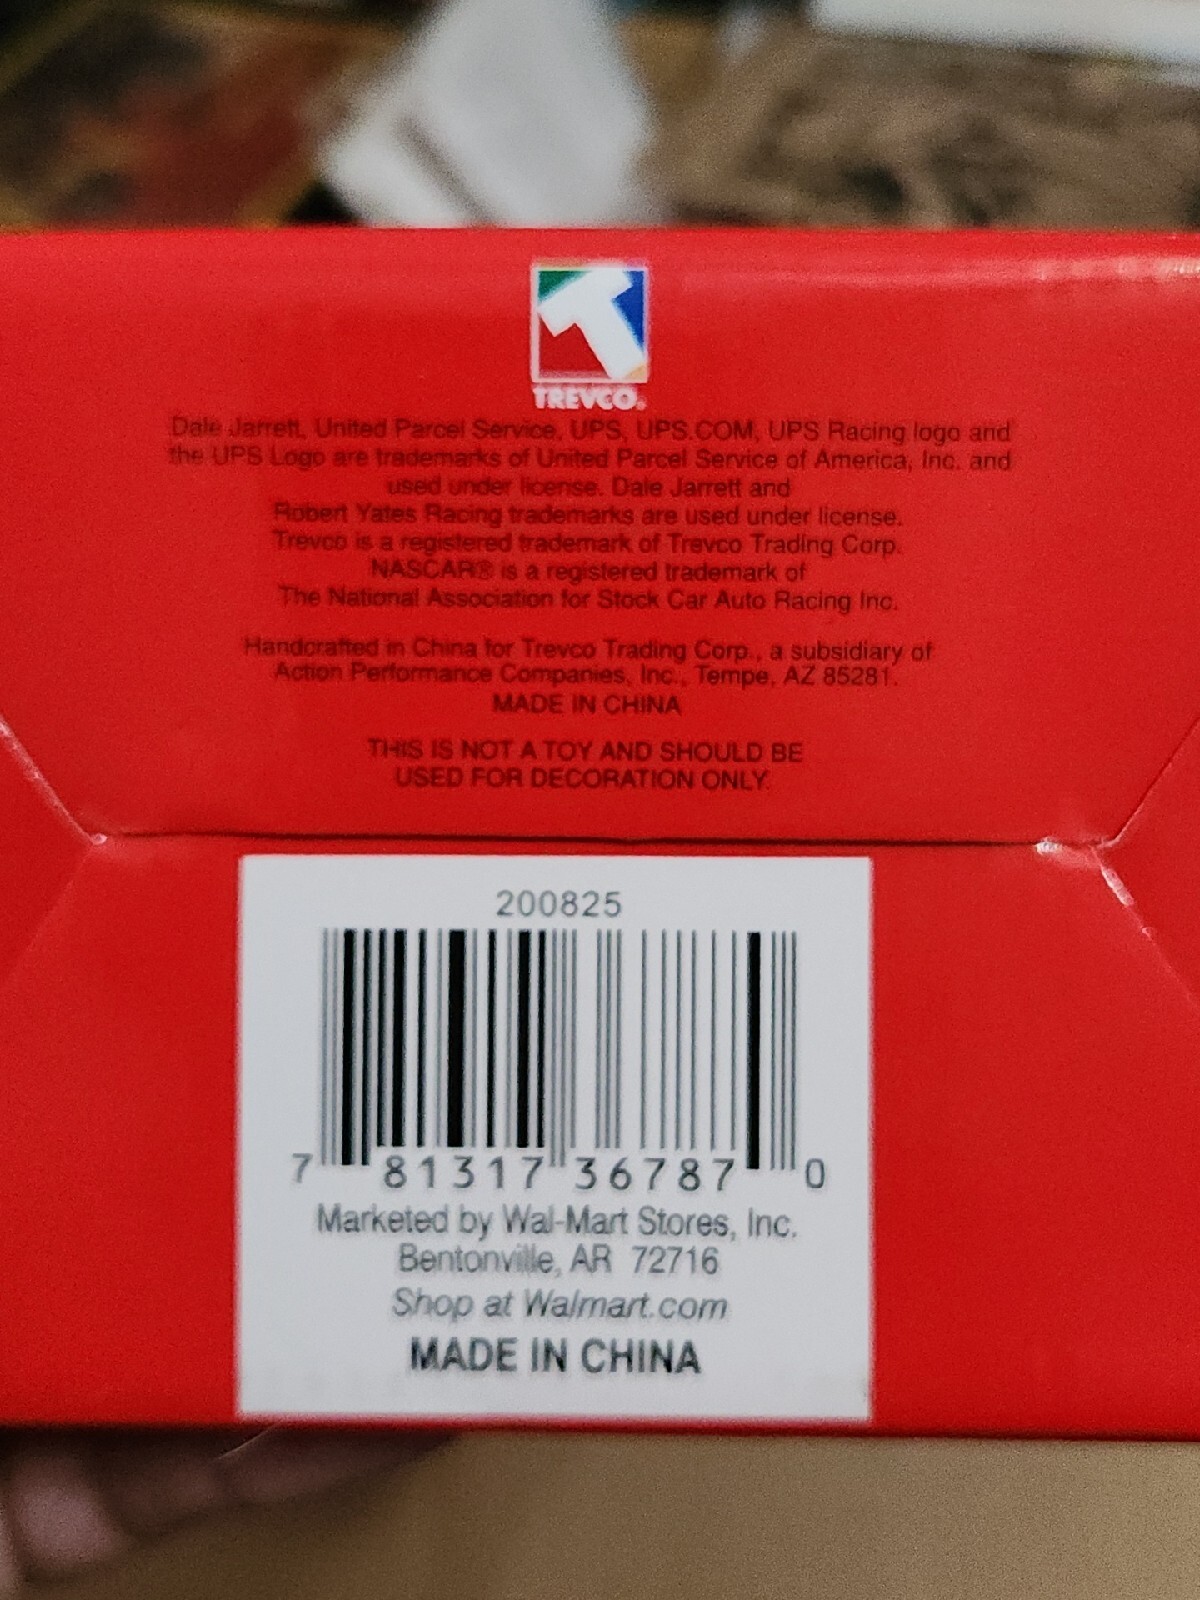 TREVCO®
Dale Jarrett, United Parcel Service, UPS, UPS.COM, UPS Racing logo and
the UPS Logo are trademarks of United Parcel Service of America, Inc. and
used under license. Dale Jarrett and
Robert Yates Racing trademarks are used under license.
Trevco is a registered trademark of Trevco Trading Corp.
NASCAR® is a registered trademark of
The National Association for Stock Car Auto Racing Inc.
Handcrafted in China for Trevco Trading Corp., a subsidiary of
Action Performance Companies, Inc., Tempe, AZ 85281.
MADE IN CHINA
THIS IS NOT A TOY AND SHOULD BE
USED FOR DECORATION ONLY.
200825
7 81317 36787 0
Marketed by Wal-Mart Stores, Inc.
Bentonville, AR 72716
Shop at Walmart.com
MADE IN CHINA